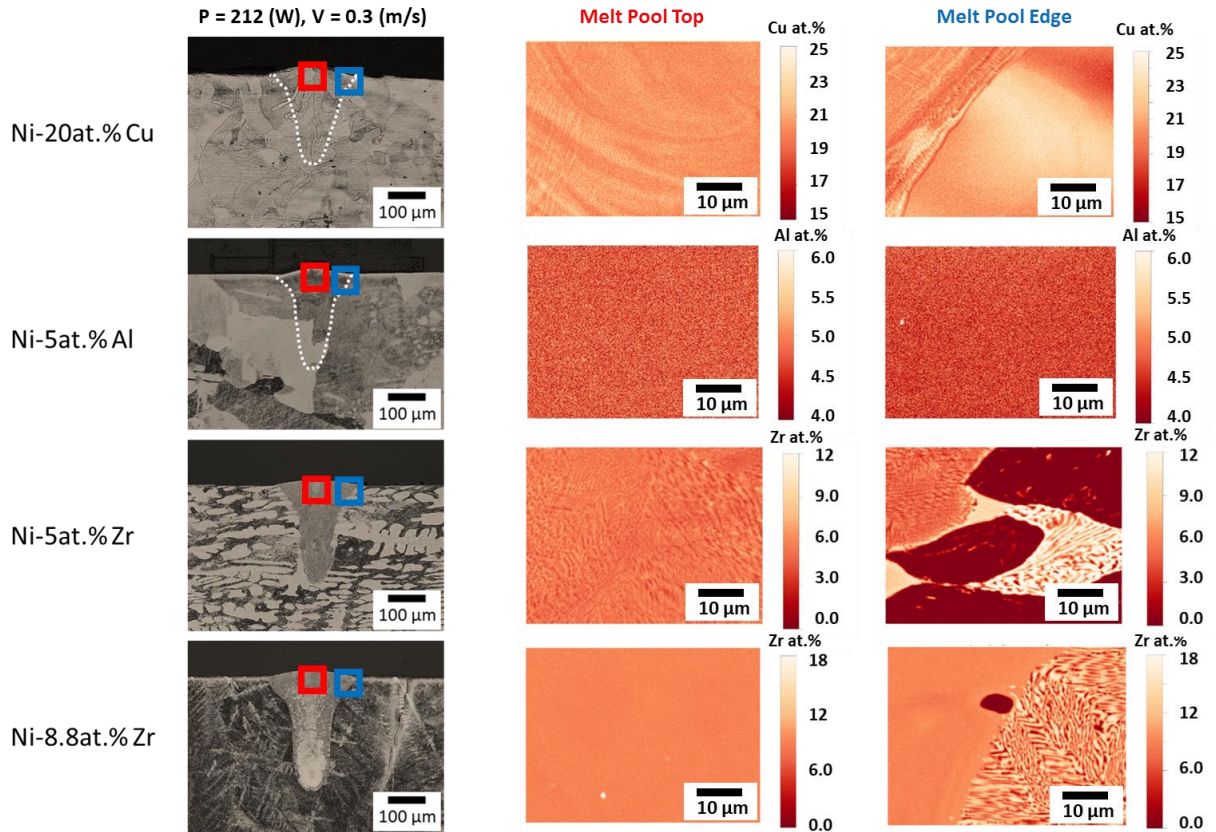 P = 212 (W), V = 0.3 (m/s)
Melt Pool Top
Melt Pool Edge
Ni-20at.% Cu
100 µm
Cu at.%
25
23
21
19
17
15
10 µm
Cu at.%
25
23
21
19
17
15
10 µm
Ni-5at.% Al
100 µm
Al at.%
6.0
5.5
5.0
4.5
4.0
10 µm
Al at.%
6.0
5.5
5.0
4.5
4.0
10 µm
Ni-5at.% Zr
100 µm
Zr at.%
12
9.0
6.0
3.0
0.0
10 µm
Zr at.%
12
9.0
6.0
3.0
0.0
10 µm
Ni-8.8at.% Zr
100 µm
Zr at.%
18
12
6.0
0.0
10 µm
Zr at.%
18
12
6.0
0.0
10 µm